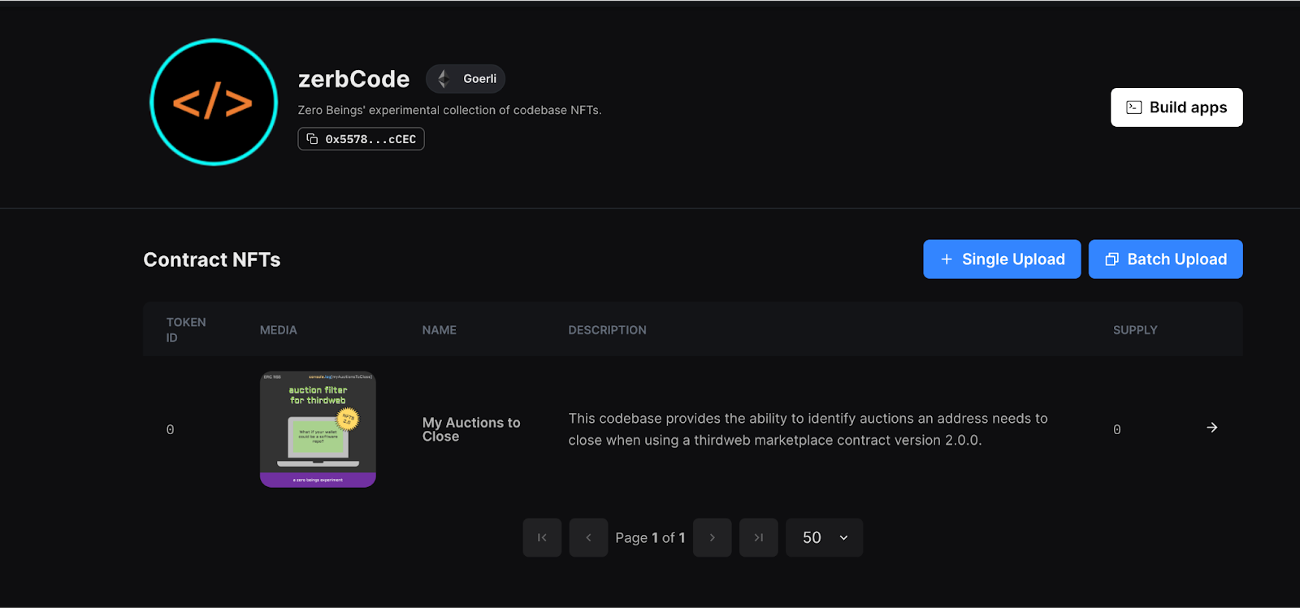 </>
zerbCode
Goerli
Zero Beings' experimental collection of codebase NFTs.
0x5578...cCEC
Build apps
Contract NFTs
Single Upload
Batch Upload
TOKEN
ID
MEDIA
NAME
DESCRIPTION
SUPPLY
0
auction filter
for thirdweb
What if your wallet
could be a software
repo?
a zero beings experiment
My Auctions to
Close
This codebase provides the ability to identify auctions an address needs to
close when using a thirdweb marketplace contract version 2.0.0.
0
Page 1 of 1
50